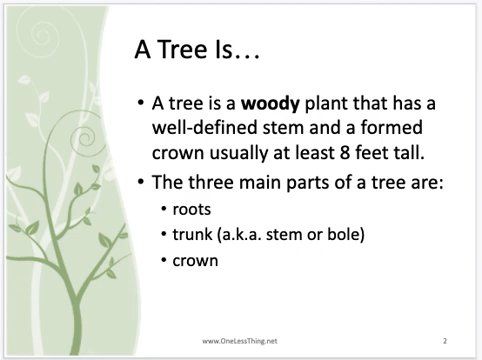 A Tree Is…
• A tree is a woody plant that has a
well-defined stem and a formed
crown usually at least 8 feet tall.
• The three main parts of a tree are:
• roots
• trunk (a.k.a. stem or bole)
• crown
www.OneLessThing.net
2